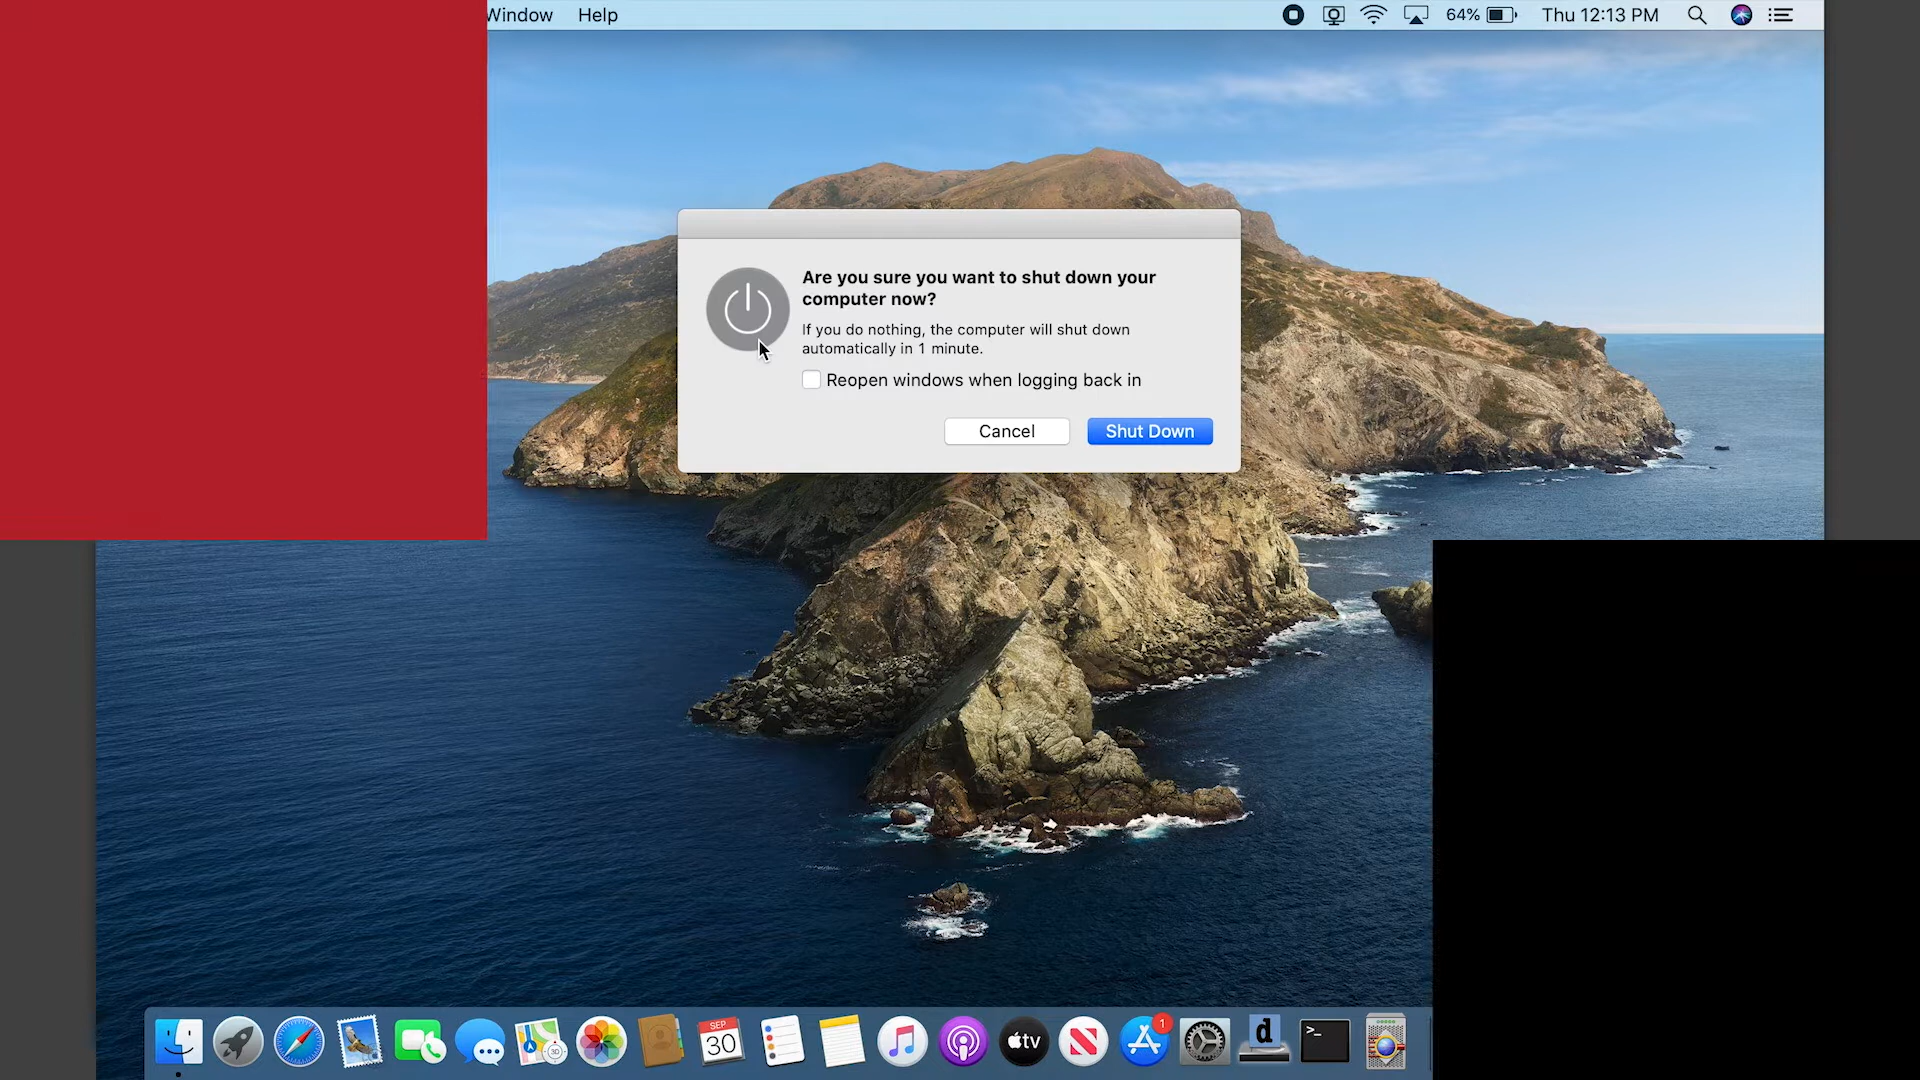 Window Help 64% Thu 12:13 PM
Are you sure you want to shut down your
computer now?
If you do nothing, the computer will shut down
automatically in 1 minute.
Reopen windows when logging back in
Cancel Shut Down
SEP
30
3D
tv
1
d
>_